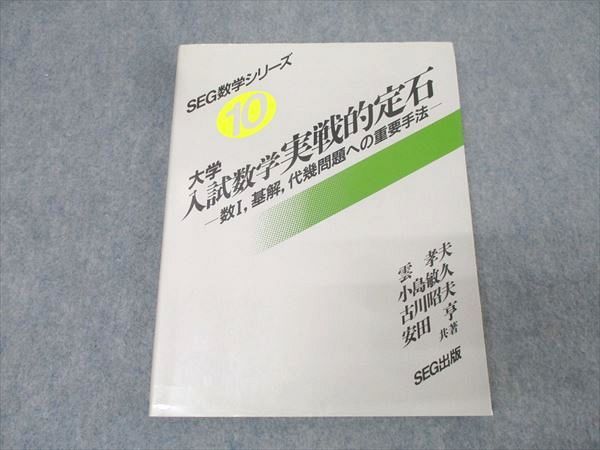 SEG数学シリーズ
10
大学
入試数学実戦的定石
―数I,基解,代幾問題への重要手法―
雲 孝夫
小島敏久
古川昭夫
安田 亨
共著
SEG出版